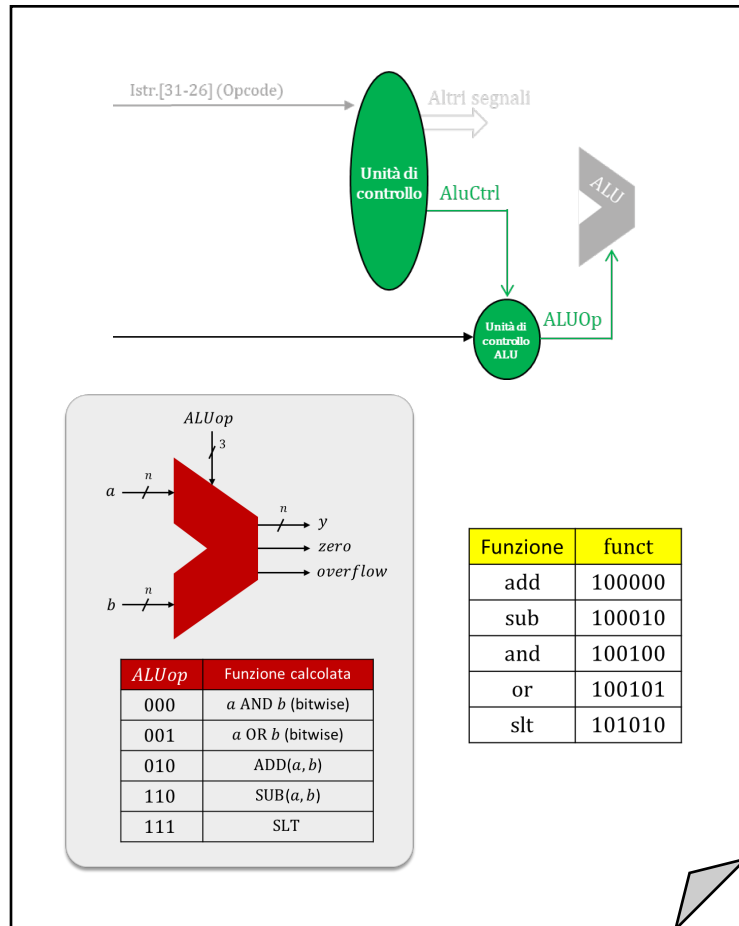 Istr.[31-26] (Opcode)
Altri segnali
Unità di
controllo
AluCtrl
ALU
Unità di
controllo
ALU
ALUOp
ALUop
3
a
n
n
y
zero
overflow
b
n
ALUop Funzione calcolata
000 a AND b (bitwise)
001 a OR b (bitwise)
010 ADD(a, b)
110 SUB(a, b)
111 SLT
Funzione funct
add 100000
sub 100010
and 100100
or 100101
slt 101010